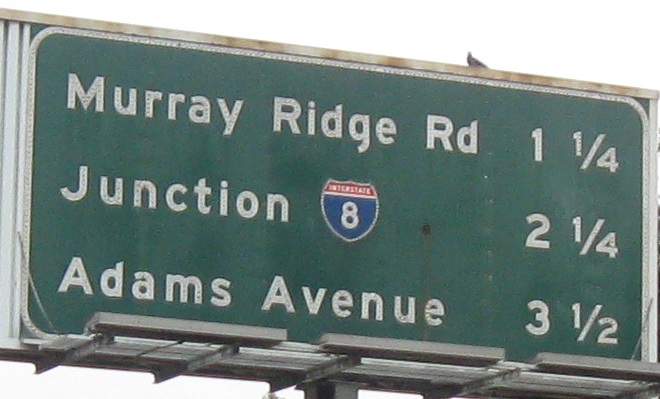 Murray Ridge Rd 1 1/4
Junction INTERSTATE 8 2 1/4
Adams Avenue 3 1/2